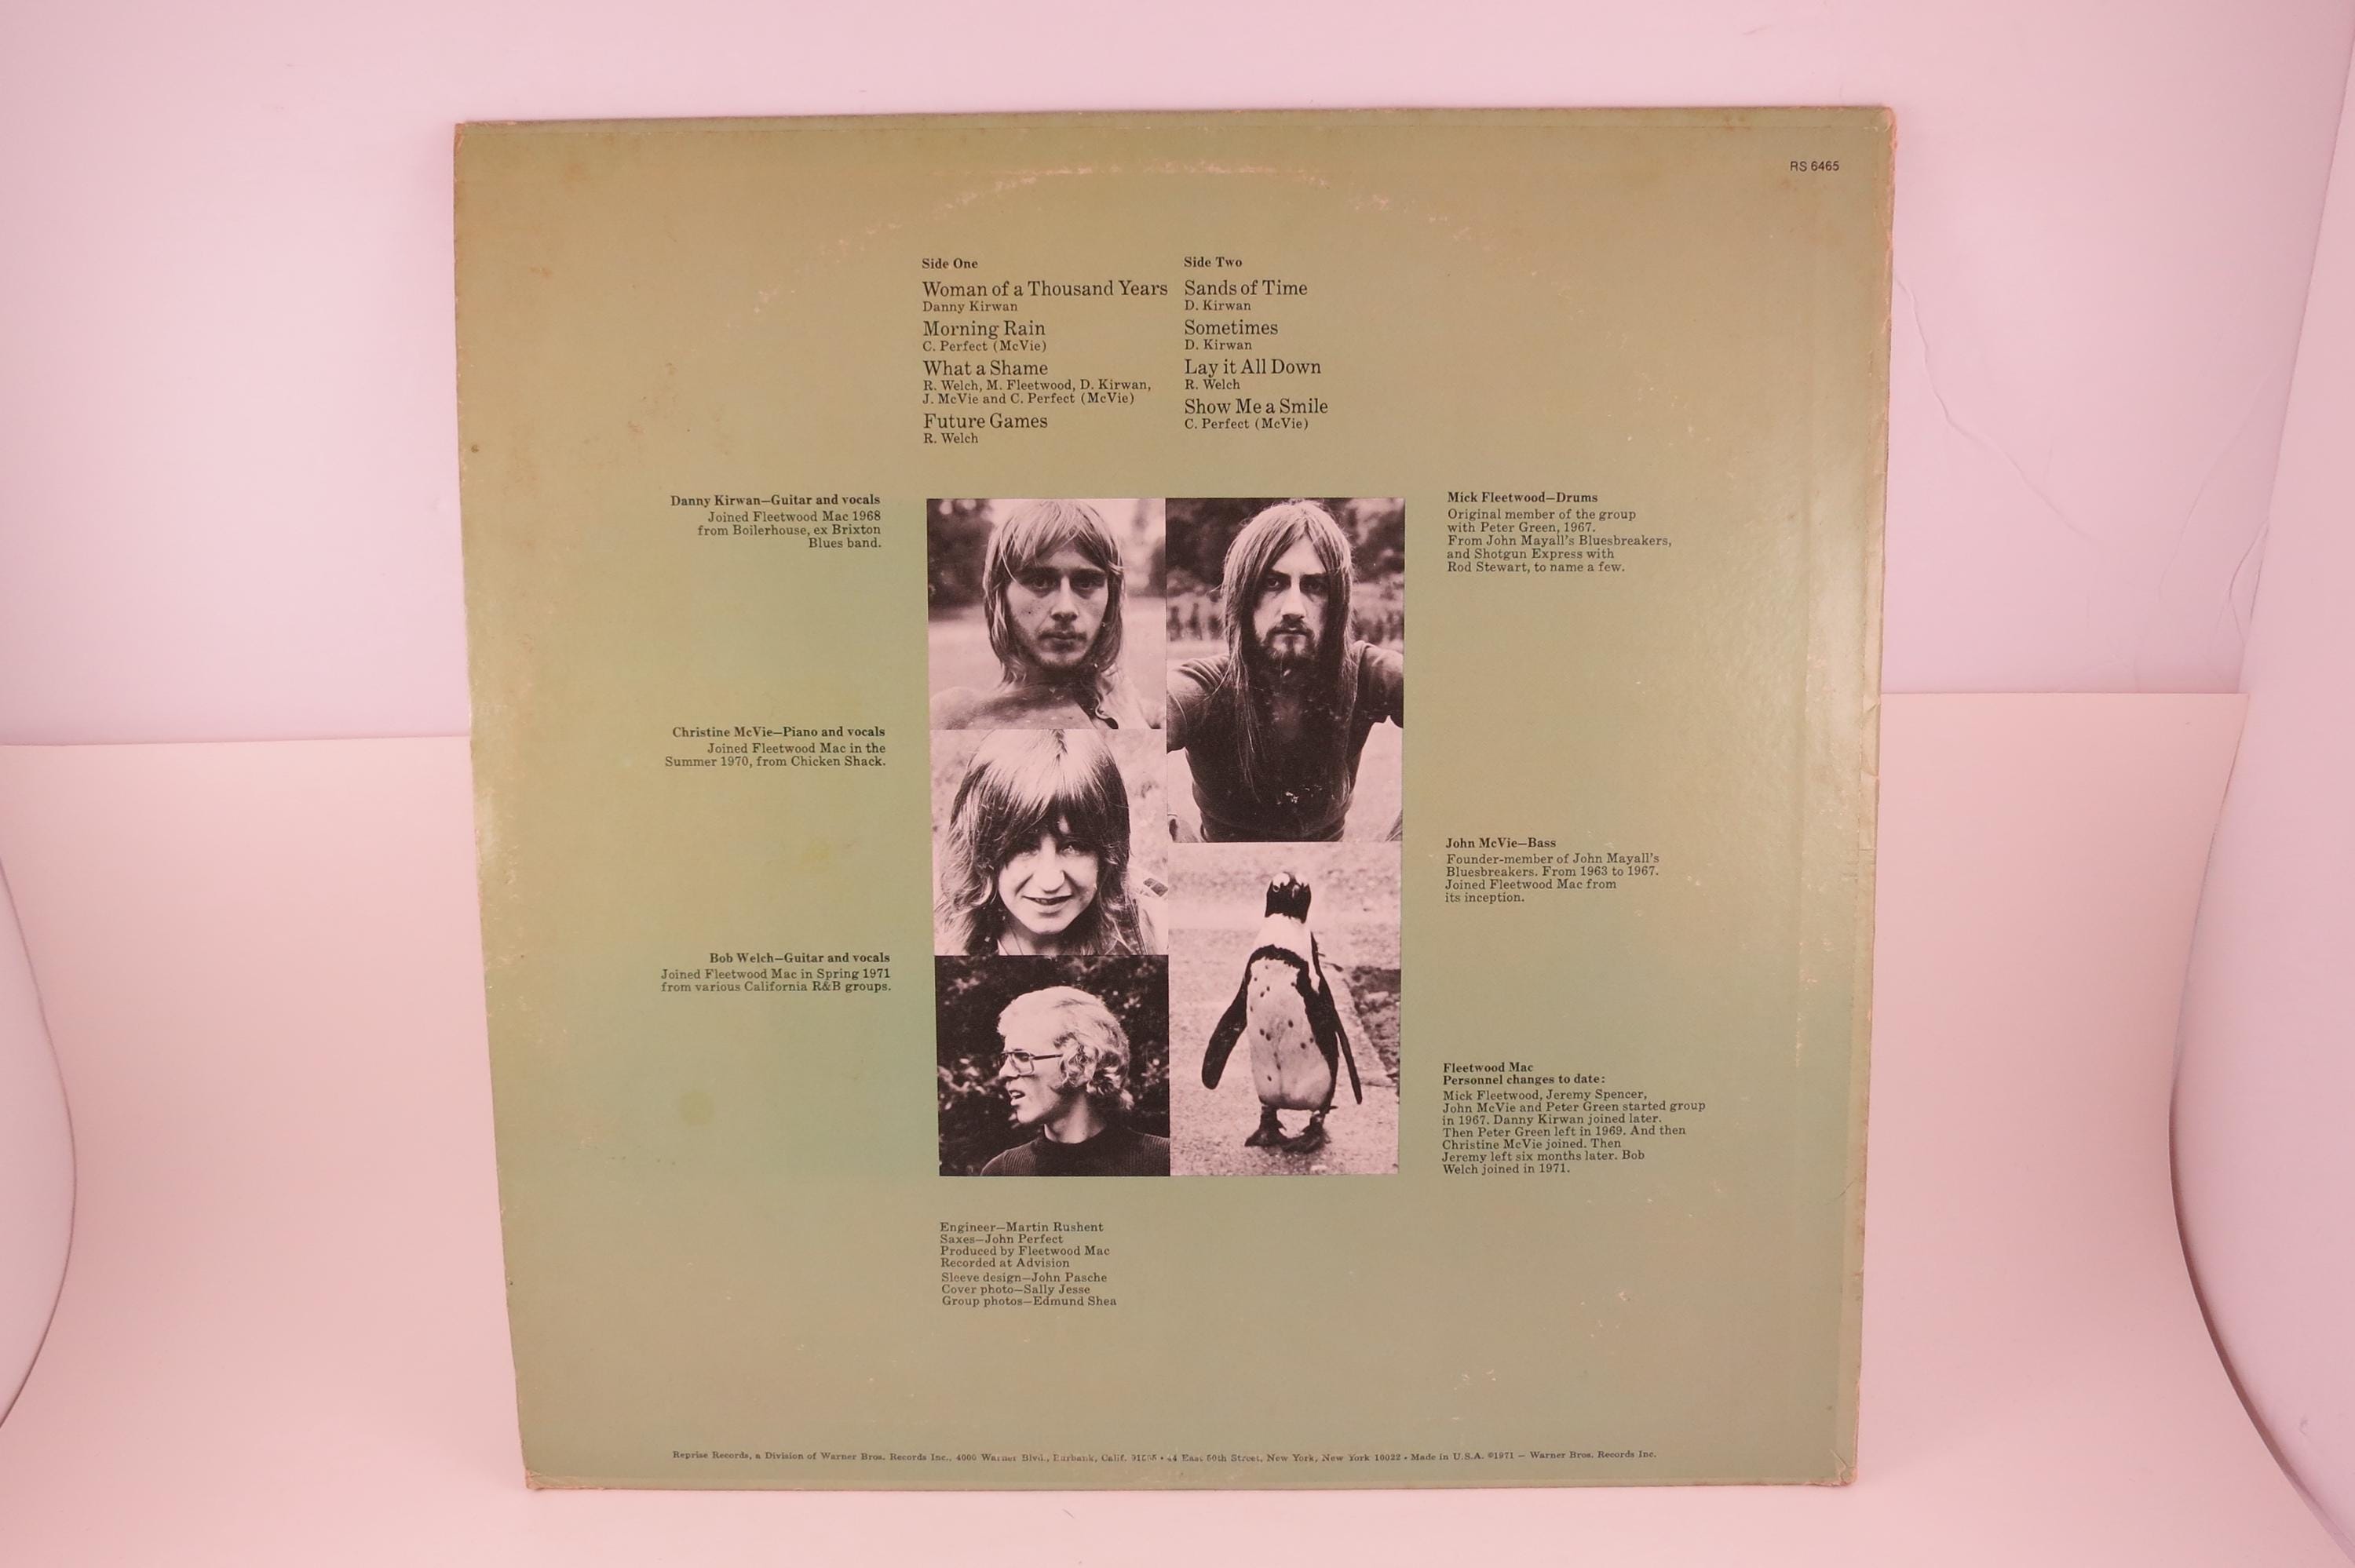 RS 6465
Side One
Woman of a Thousand Years
Danny Kirwan
Morning Rain
C. Perfect (McVie)
What a Shame
R. Welch, M. Fleetwood, D. Kirwan,
J. McVie and C. Perfect (McVie)
Future Games
R. Welch
Side Two
Sands of Time
D. Kirwan
Sometimes
D. Kirwan
Lay it All Down
R. Welch
Show Me a Smile
C. Perfect (McVie)
Danny Kirwan—Guitar and vocals
Joined Fleetwood Mac 1968
from Boilerhouse, ex Brixton
Blues band.
Christine McVie—Piano and vocals
Joined Fleetwood Mac in the
Summer 1970, from Chicken Shack.
Bob Welch—Guitar and vocals
Joined Fleetwood Mac in Spring 1971
from various California R&B groups.
Mick Fleetwood—Drums
Original member of the group
with Peter Green, 1967.
From John Mayall's Bluesbreakers,
and Shotgun Express with
Rod Stewart, to name a few.
John McVie—Bass
Founder-member of John Mayall's
Bluesbreakers. From 1963 to 1967.
Joined Fleetwood Mac from
its inception.
Fleetwood Mac
Personnel changes to date:
Mick Fleetwood, Jeremy Spencer,
John McVie and Peter Green started group
in 1967. Danny Kirwan joined later.
Then Peter Green left in 1969. And then
Christine McVie joined. Then
Jeremy left six months later. Bob
Welch joined in 1971.
Engineer—Martin Rushent
Saxes—John Perfect
Produced by Fleetwood Mac
Recorded at Advision
Sleeve design—John Pasche
Cover photo—Sally Jesse
Group photos—Edmund Shea
Reprise Records, a Division of Warner Bros. Records Inc., 4000 Warner Blvd., Burbank, Calif. • 44 East 50th Street, New York, New York 10022 • Made in U.S.A. ©1971 — Warner Bros. Records Inc.